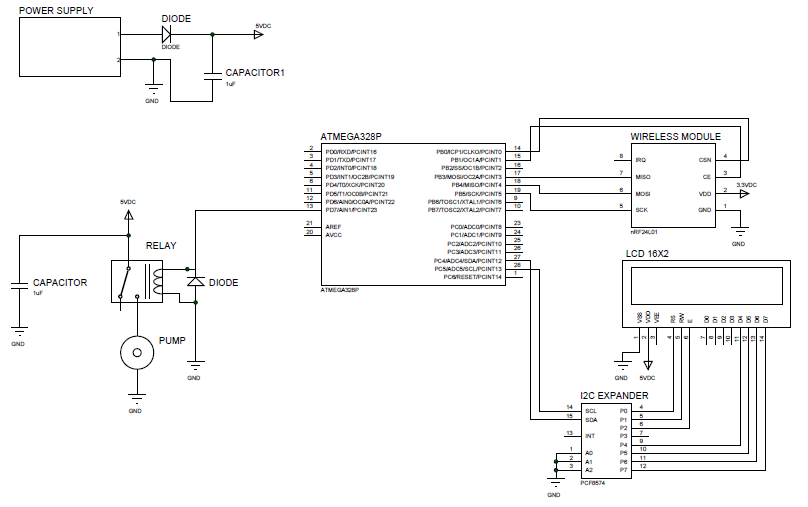 POWER SUPPLY
1
2
DIODE
DIODE
5VDC
CAPACITOR1
1uF
GND
ATMEGA328P
2 PD0/RXD/PCINT16
3 PD1/TXD/PCINT17
4 PD2/INT0/PCINT18
5 PD3/INT1/OC2B/PCINT19
6 PD4/T0/XCK/PCINT20
11 PD5/T1/OC0B/PCINT21
12 PD6/AIN0/OC0A/PCINT22
13 PD7/AIN1/PCINT23
21 AREF
20 AVCC
PB0/ICP1/CLKO/PCINT0 14
PB1/OC1A/PCINT1 15
PB2/SS/OC1B/PCINT2 16
PB3/MOSI/OC2A/PCINT3 17
PB4/MISO/PCINT4 18
PB5/SCK/PCINT5 19
PB6/TOSC1/XTAL1/PCINT6 9
PB7/TOSC2/XTAL2/PCINT7 10
PC0/ADC0/PCINT8 23
PC1/ADC1/PCINT9 24
PC2/ADC2/PCINT10 25
PC3/ADC3/PCINT11 26
PC4/ADC4/SDA/PCINT12 27
PC5/ADC5/SCL/PCINT13 28
PC6/RESET/PCINT14 1
ATMEGA328P
WIRELESS MODULE
8 IRQ
7 MISO
6 MOSI
5 SCK
CSN 4
CE 3
VDD 2
GND 1
nRF24L01
3.3VDC
GND
5VDC
RELAY
CAPACITOR
1uF
GND
DIODE
GND
PUMP
GND
LCD 16X2
VSS VDD VEE RS RW E D0 D1 D2 D3 D4 D5 D6 D7
1 2 3 4 5 6 7 8 9 10 11 12 13 14
GND
5VDC
I2C EXPANDER
14 SCL
15 SDA
13 INT
1 A0
2 A1
3 A2
P0 4
P1 5
P2 6
P3 7
P4 9
P5 10
P6 11
P7 12
PCF8574
GND